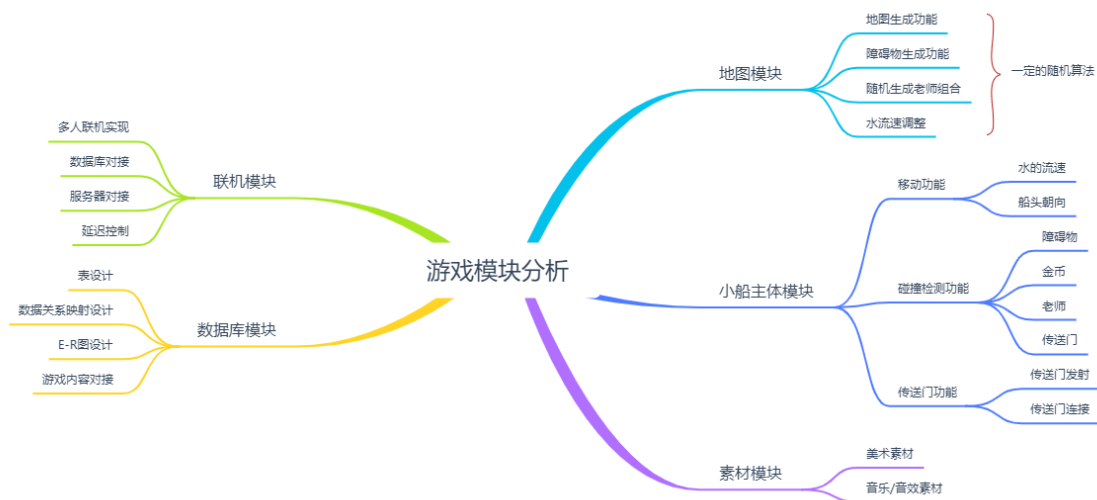 游戏模块分析
地图模块
地图生成功能
障碍物生成功能
随机生成老师组合
水流速调整
一定的随机算法
小船主体模块
移动功能
水的流速
船头朝向
碰撞检测功能
障碍物
金币
老师
传送门
传送门功能
传送门发射
传送门连接
素材模块
美术素材
音乐/音效素材
联机模块
多人联机实现
数据库对接
服务器对接
延迟控制
数据库模块
表设计
数据关系映射设计
E-R图设计
游戏内容对接